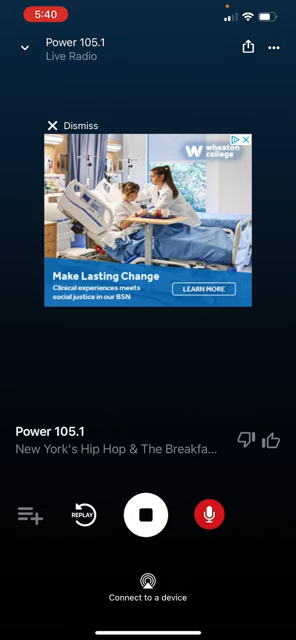 5:40
Power 105.1
Live Radio
Dismiss
wheaton
college
Make Lasting Change
Clinical experiences meets
social justice in our BSN
LEARN MORE
Power 105.1
New York's Hip Hop & The Breakfa...
REPLAY
Connect to a device